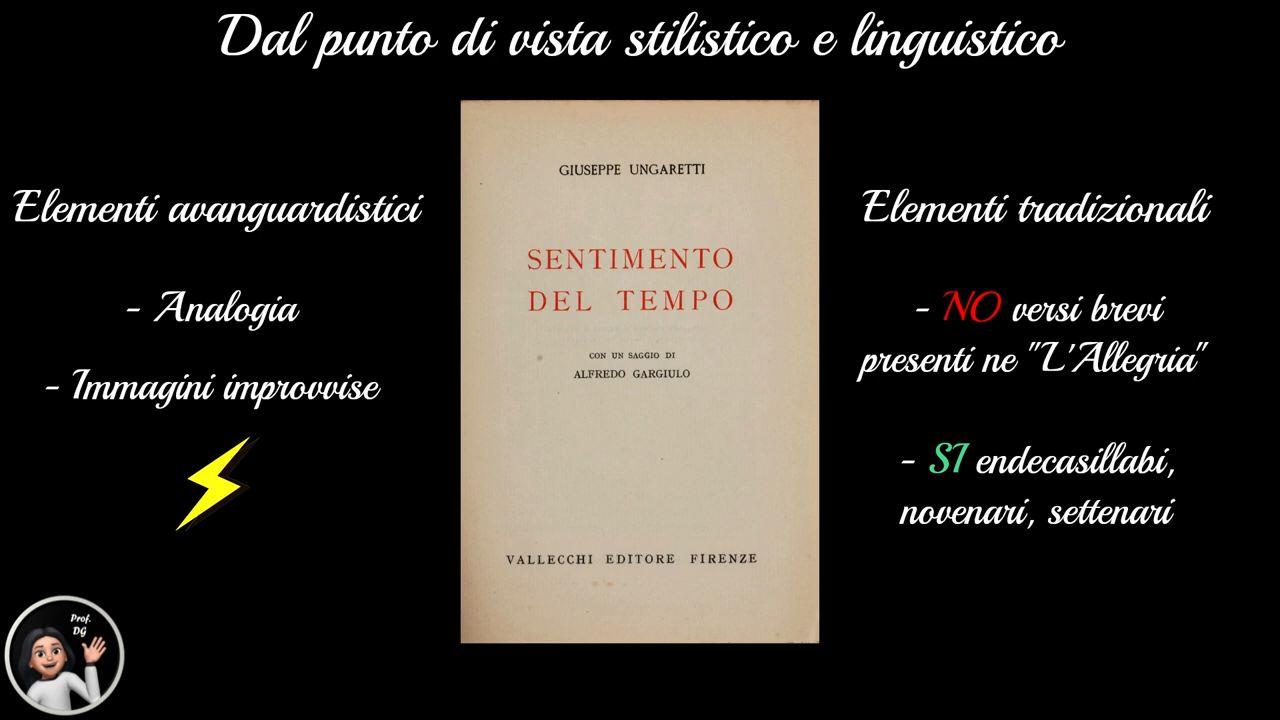 Dal punto di vista stilistico e linguistico
Elementi avanguardistici
- Analogia
- Immagini improvvise
GIUSEPPE UNGARETTI
SENTIMENTO
DEL TEMPO
CON UN SAGGIO DI
ALFREDO GARGIULO
VALLECCHI EDITORE FIRENZE
Elementi tradizionali
- NO versi brevi
presenti ne "L'Allegria"
- SI endecasillabi,
novenari, settenari
Prof.
DG